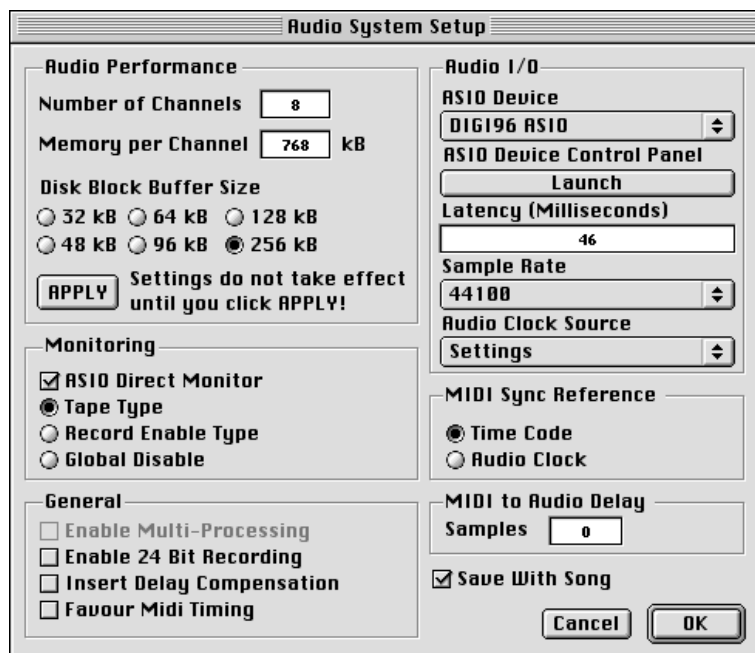 Audio System Setup
Audio Performance
Number of Channels 8
Memory per Channel 768 kB
Disk Block Buffer Size
32 kB 64 kB 128 kB
48 kB 96 kB 256 kB
APPLY
Settings do not take effect
until you click APPLY!
Monitoring
ASIO Direct Monitor
Tape Type
Record Enable Type
Global Disable
General
Enable Multi-Processing
Enable 24 Bit Recording
Insert Delay Compensation
Favour Midi Timing
Audio I/O
ASIO Device
DIGI96 ASIO
ASIO Device Control Panel
Launch
Latency (Milliseconds)
46
Sample Rate
44100
Audio Clock Source
Settings
MIDI Sync Reference
Time Code
Audio Clock
MIDI to Audio Delay
Samples 0
Save With Song
Cancel OK